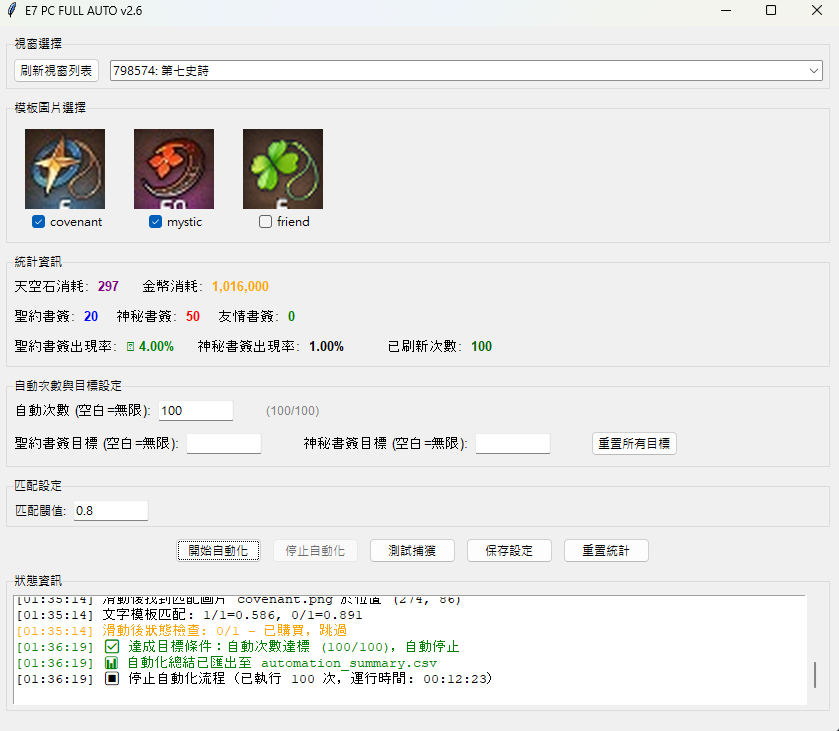 E7 PC FULL AUTO v2.6
視窗選擇
刷新視窗列表 798574: 第七史詩
模板圖片選擇
covenant mystic friend
統計資訊
天空石消耗: 297 金幣消耗: 1,016,000
聖約書簽: 20 神秘書簽: 50 友情書簽: 0
聖約書簽出現率: 4.00% 神秘書簽出現率: 1.00% 已刷新次數: 100
自動次數與目標設定
自動次數 (空白=無限): 100 (100/100)
聖約書簽目標 (空白=無限): 神秘書簽目標 (空白=無限): 重置所有目標
匹配設定
匹配閾值: 0.8
開始自動化 停止自動化 測試捕獲 保存設定 重置統計
狀態資訊
[01:35:14] 滑動後找到匹配圖片 covenant.png 於位置 (274, 86)
[01:35:14] 文字模板匹配: 1/1=0.586, 0/1=0.891
[01:35:14] 滑動後狀態檢查: 0/1 - 已購買，跳過
[01:36:19] ✅ 達成目標條件：自動次數達標 (100/100)，自動停止
[01:36:19] 📊 自動化總結已匯出至 automation_summary.csv
[01:36:19] ⏹ 停止自動化流程 (已執行 100 次，運行時間: 00:12:23)